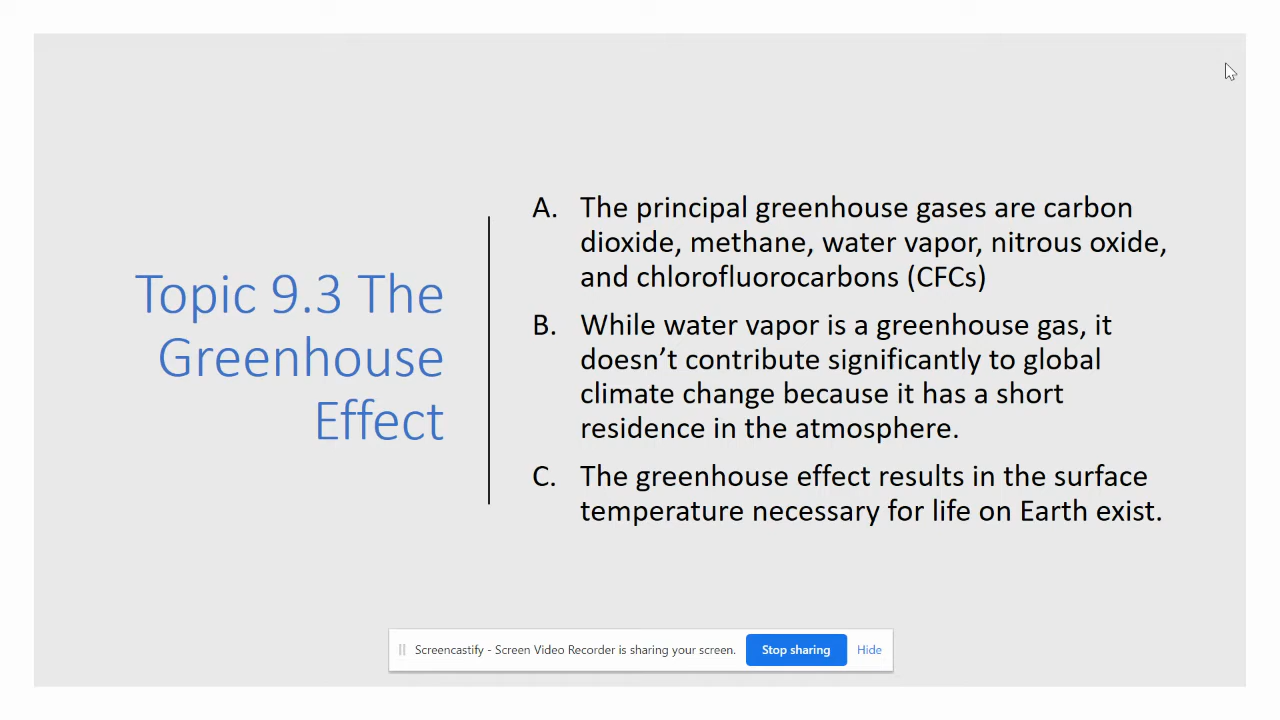 Topic 9.3 The
Greenhouse
Effect
A. The principal greenhouse gases are carbon
dioxide, methane, water vapor, nitrous oxide,
and chlorofluorocarbons (CFCs)
B. While water vapor is a greenhouse gas, it
doesn’t contribute significantly to global
climate change because it has a short
residence in the atmosphere.
C. The greenhouse effect results in the surface
temperature necessary for life on Earth exist.
Screencastify - Screen Video Recorder is sharing your screen. Stop sharing Hide